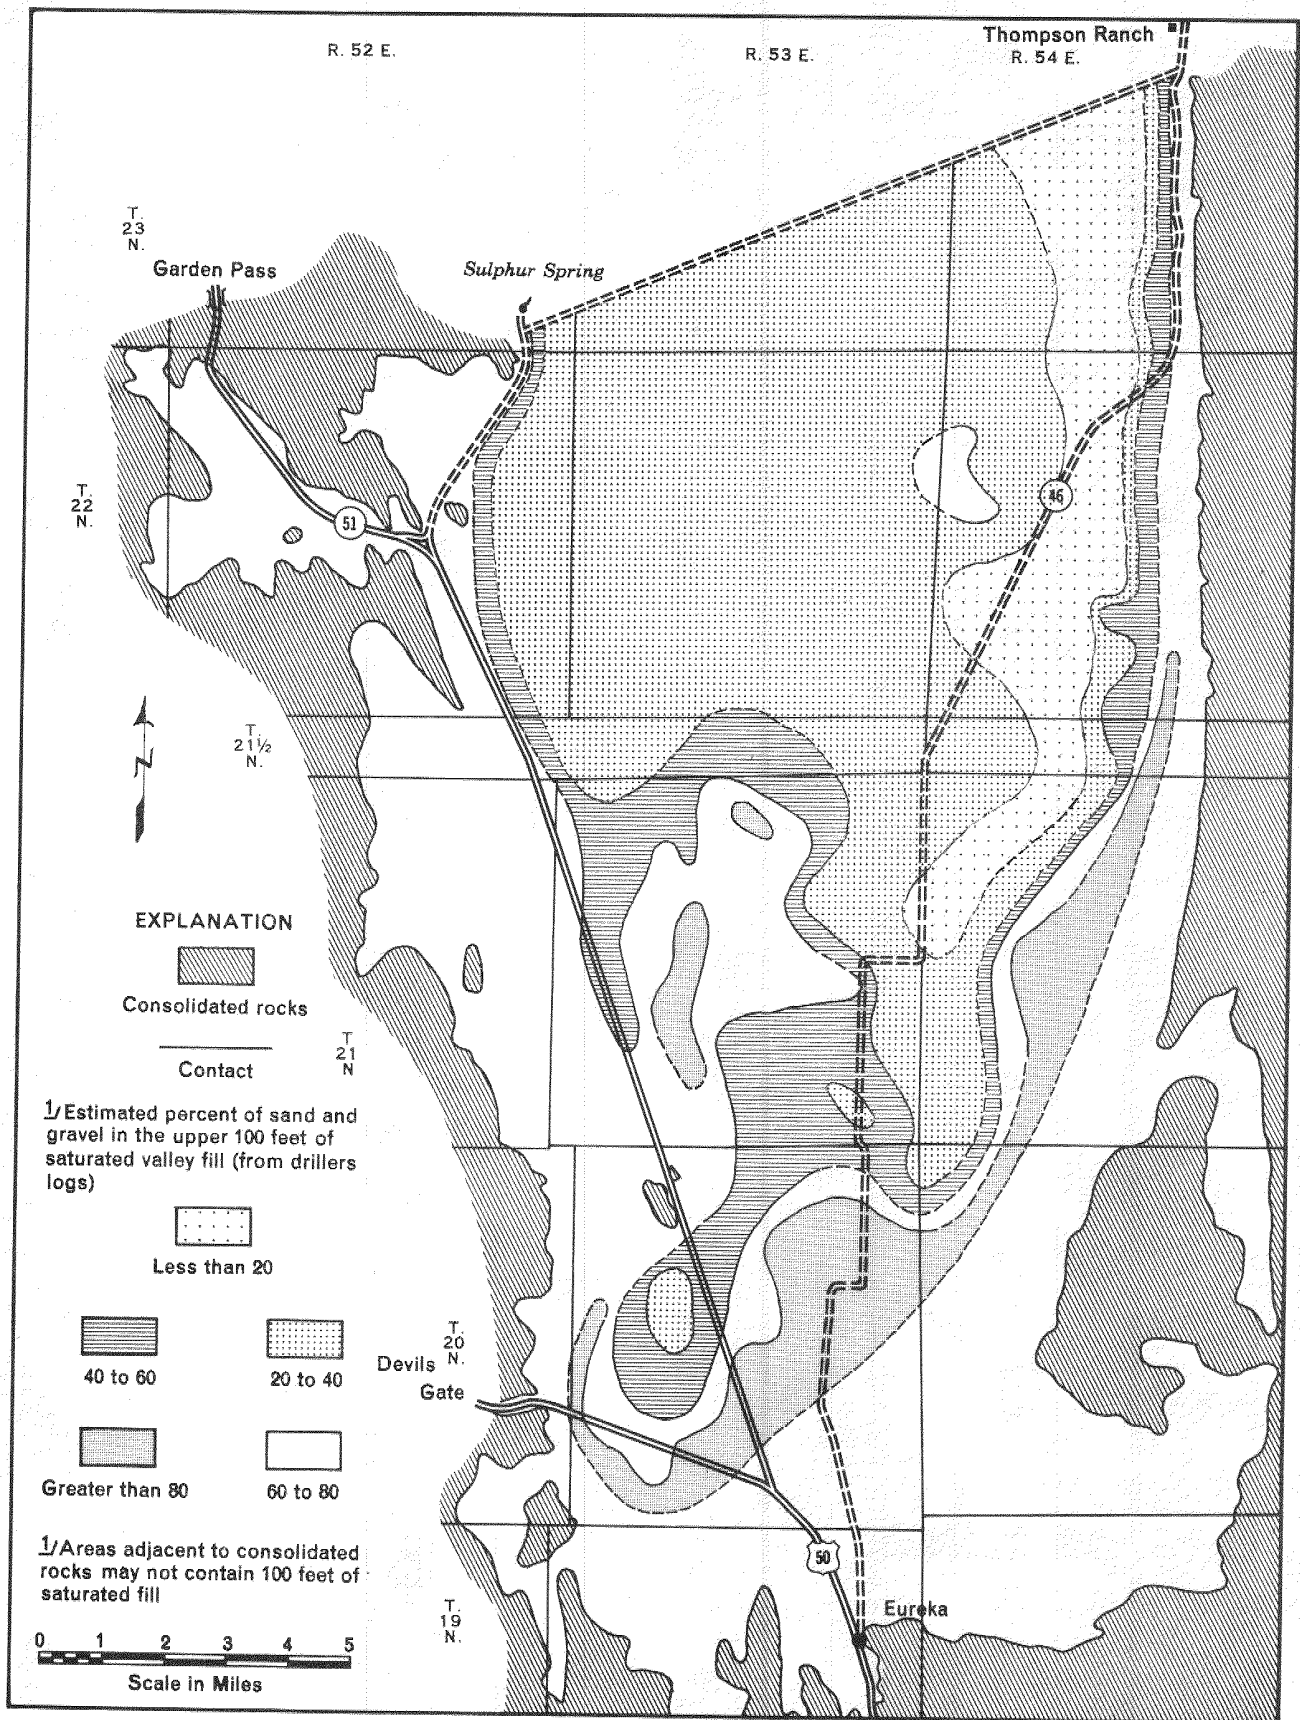 Thompson Ranch
R. 52 E.
R. 53 E.
R. 54 E.
T.
23
N.
Garden Pass
Sulphur Spring
T.
22
N.
51
46
T.
21½
N.
EXPLANATION
Consolidated rocks
Contact
T
21
N
1/Estimated percent of sand and
gravel in the upper 100 feet of
saturated valley fill (from drillers
logs)
Less than 20
40 to 60
20 to 40
Greater than 80
60 to 80
T.
20
N.
Devils
Gate
1/Areas adjacent to consolidated
rocks may not contain 100 feet of
saturated fill
50
T.
19
N.
Eureka
0 1 2 3 4 5
Scale in Miles